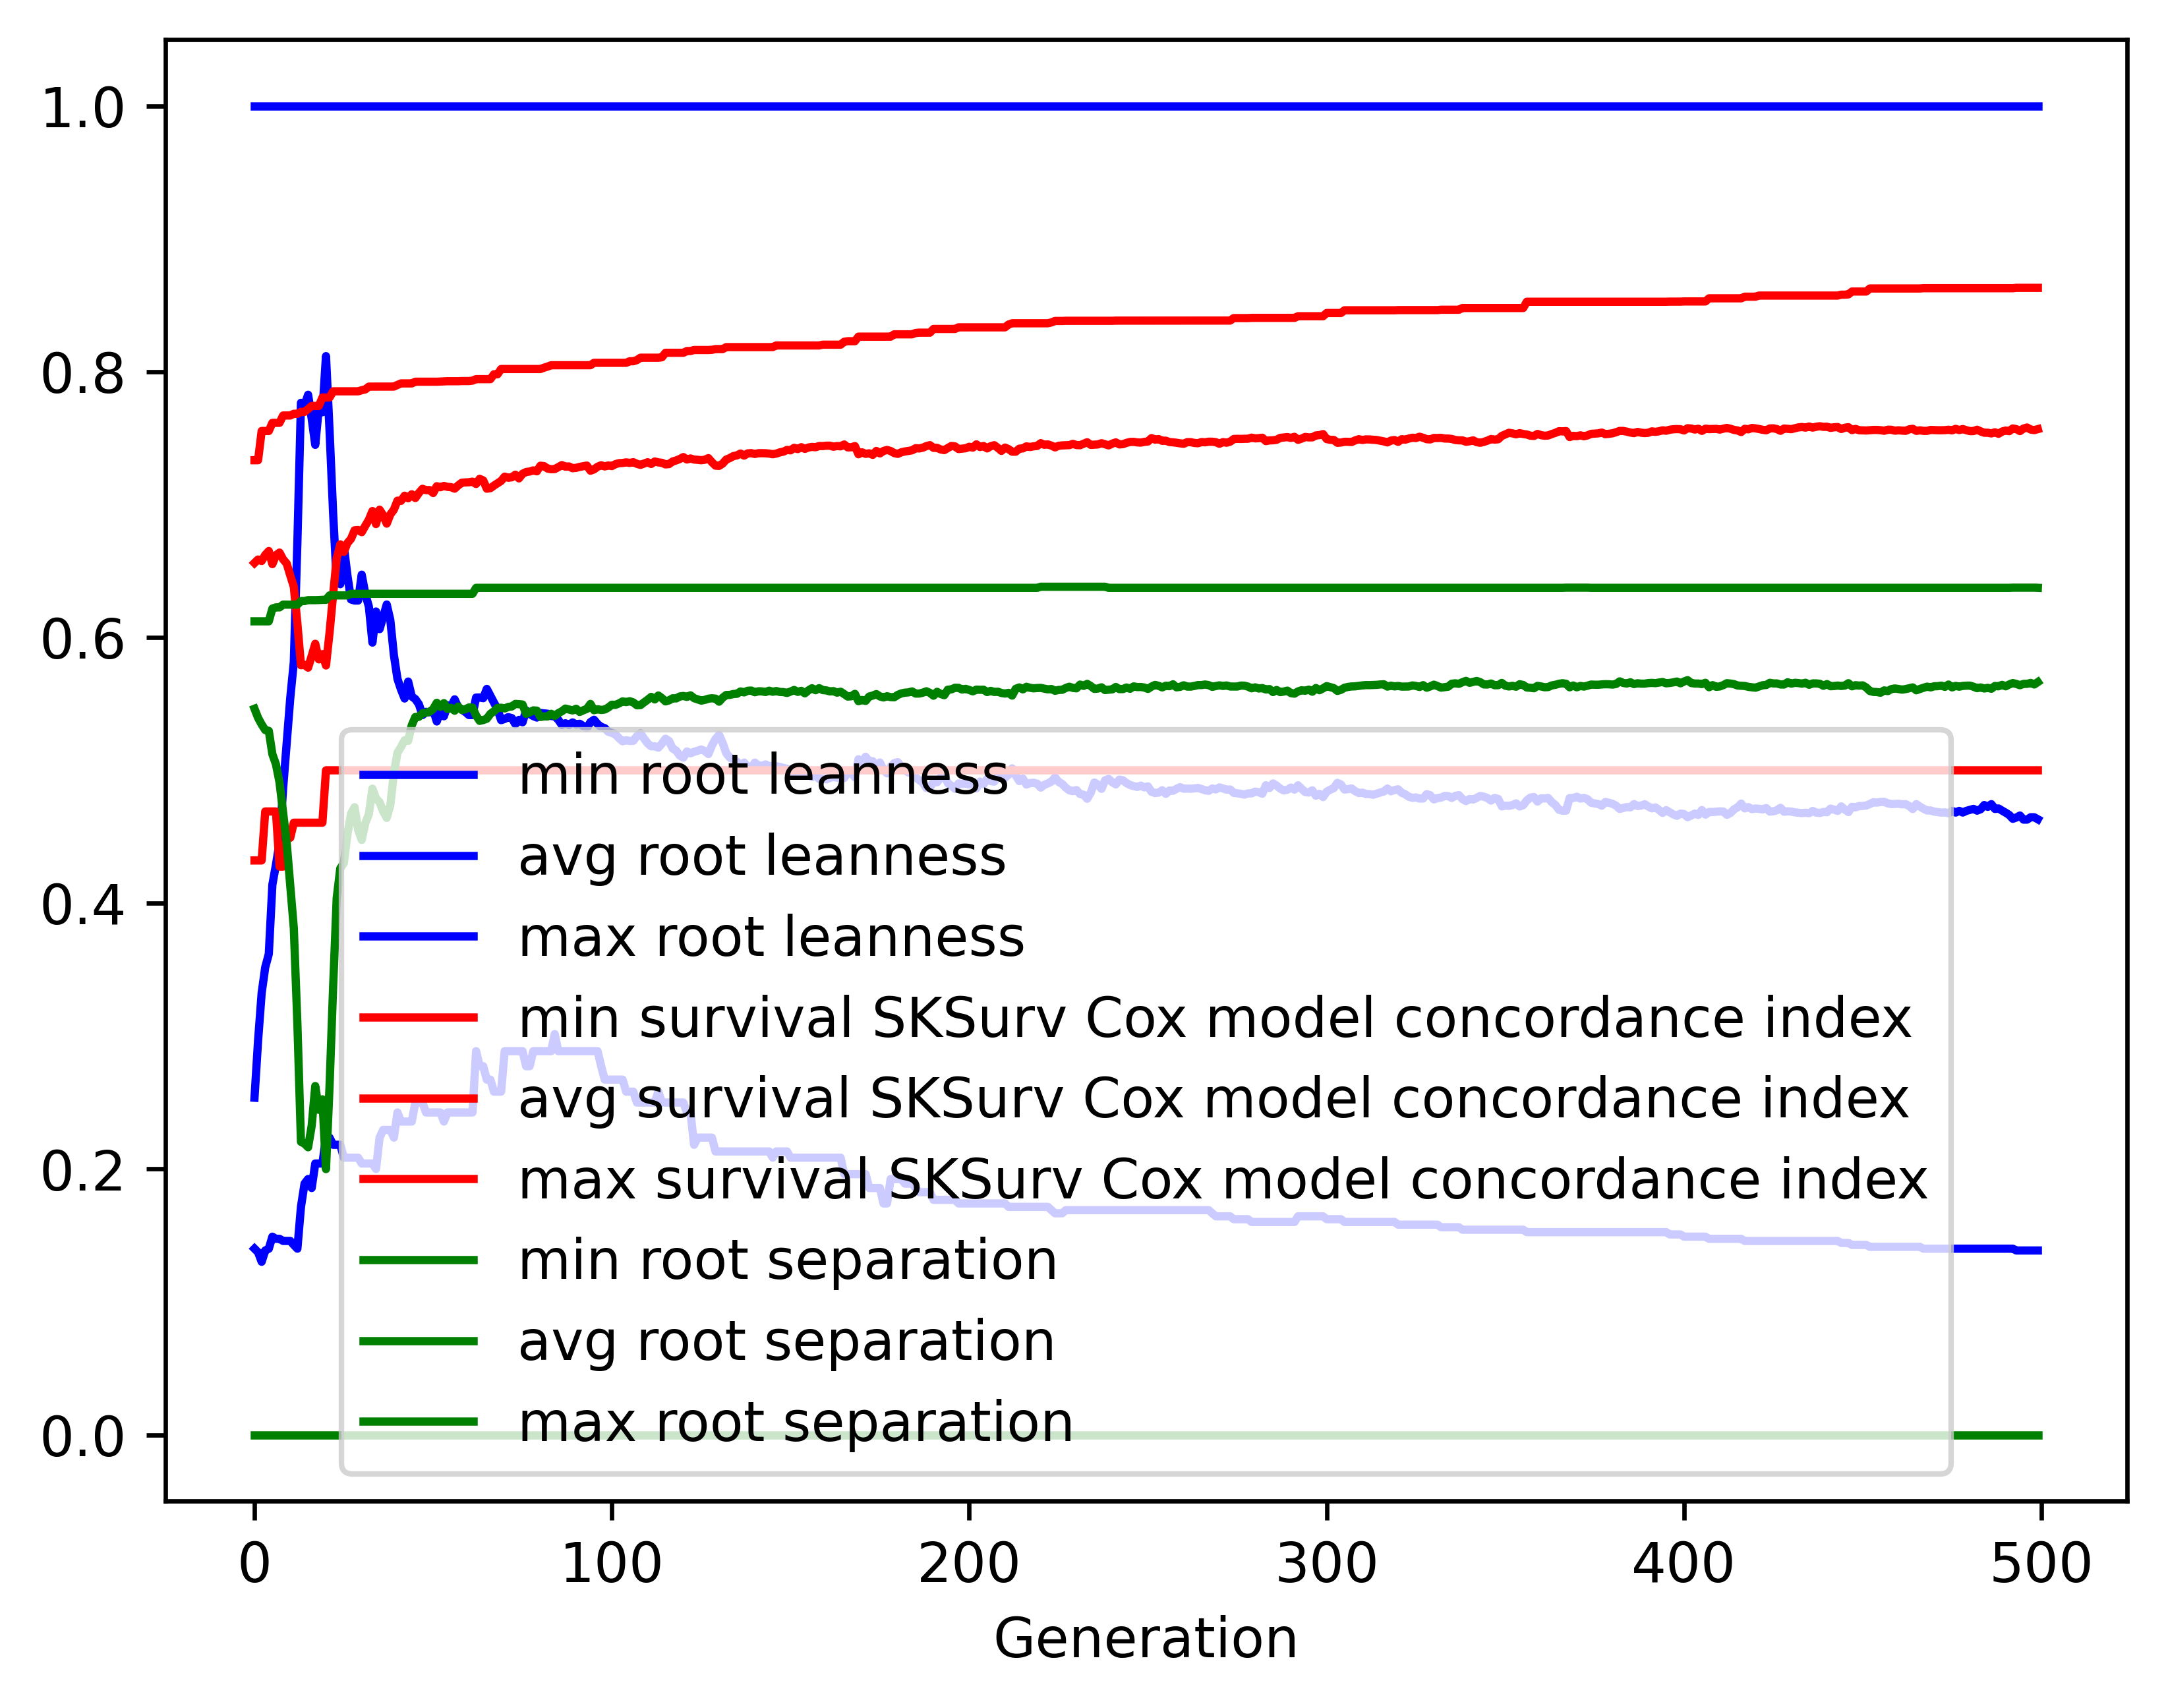 1.0
0.8
0.6
0.4
0.2
0.0
min root leanness
avg root leanness
max root leanness
min survival SKSurv Cox model concordance index
avg survival SKSurv Cox model concordance index
max survival SKSurv Cox model concordance index
min root separation
avg root separation
max root separation
0 100 200 300 400 500
Generation